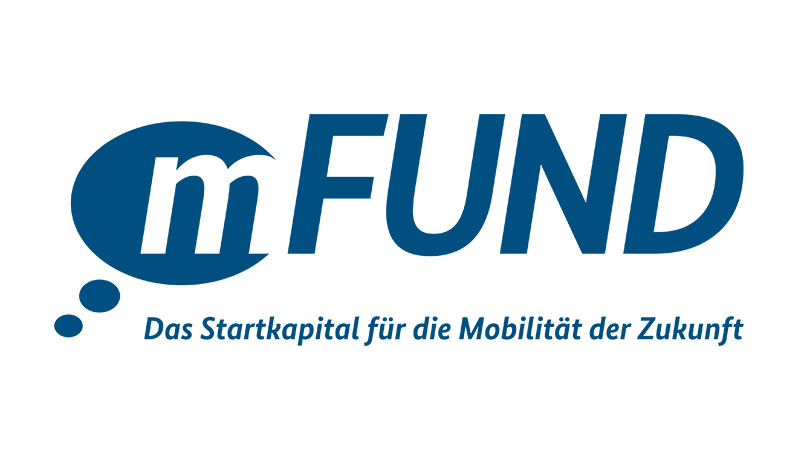 mFUND
Das Startkapital für die Mobilität der Zukunft